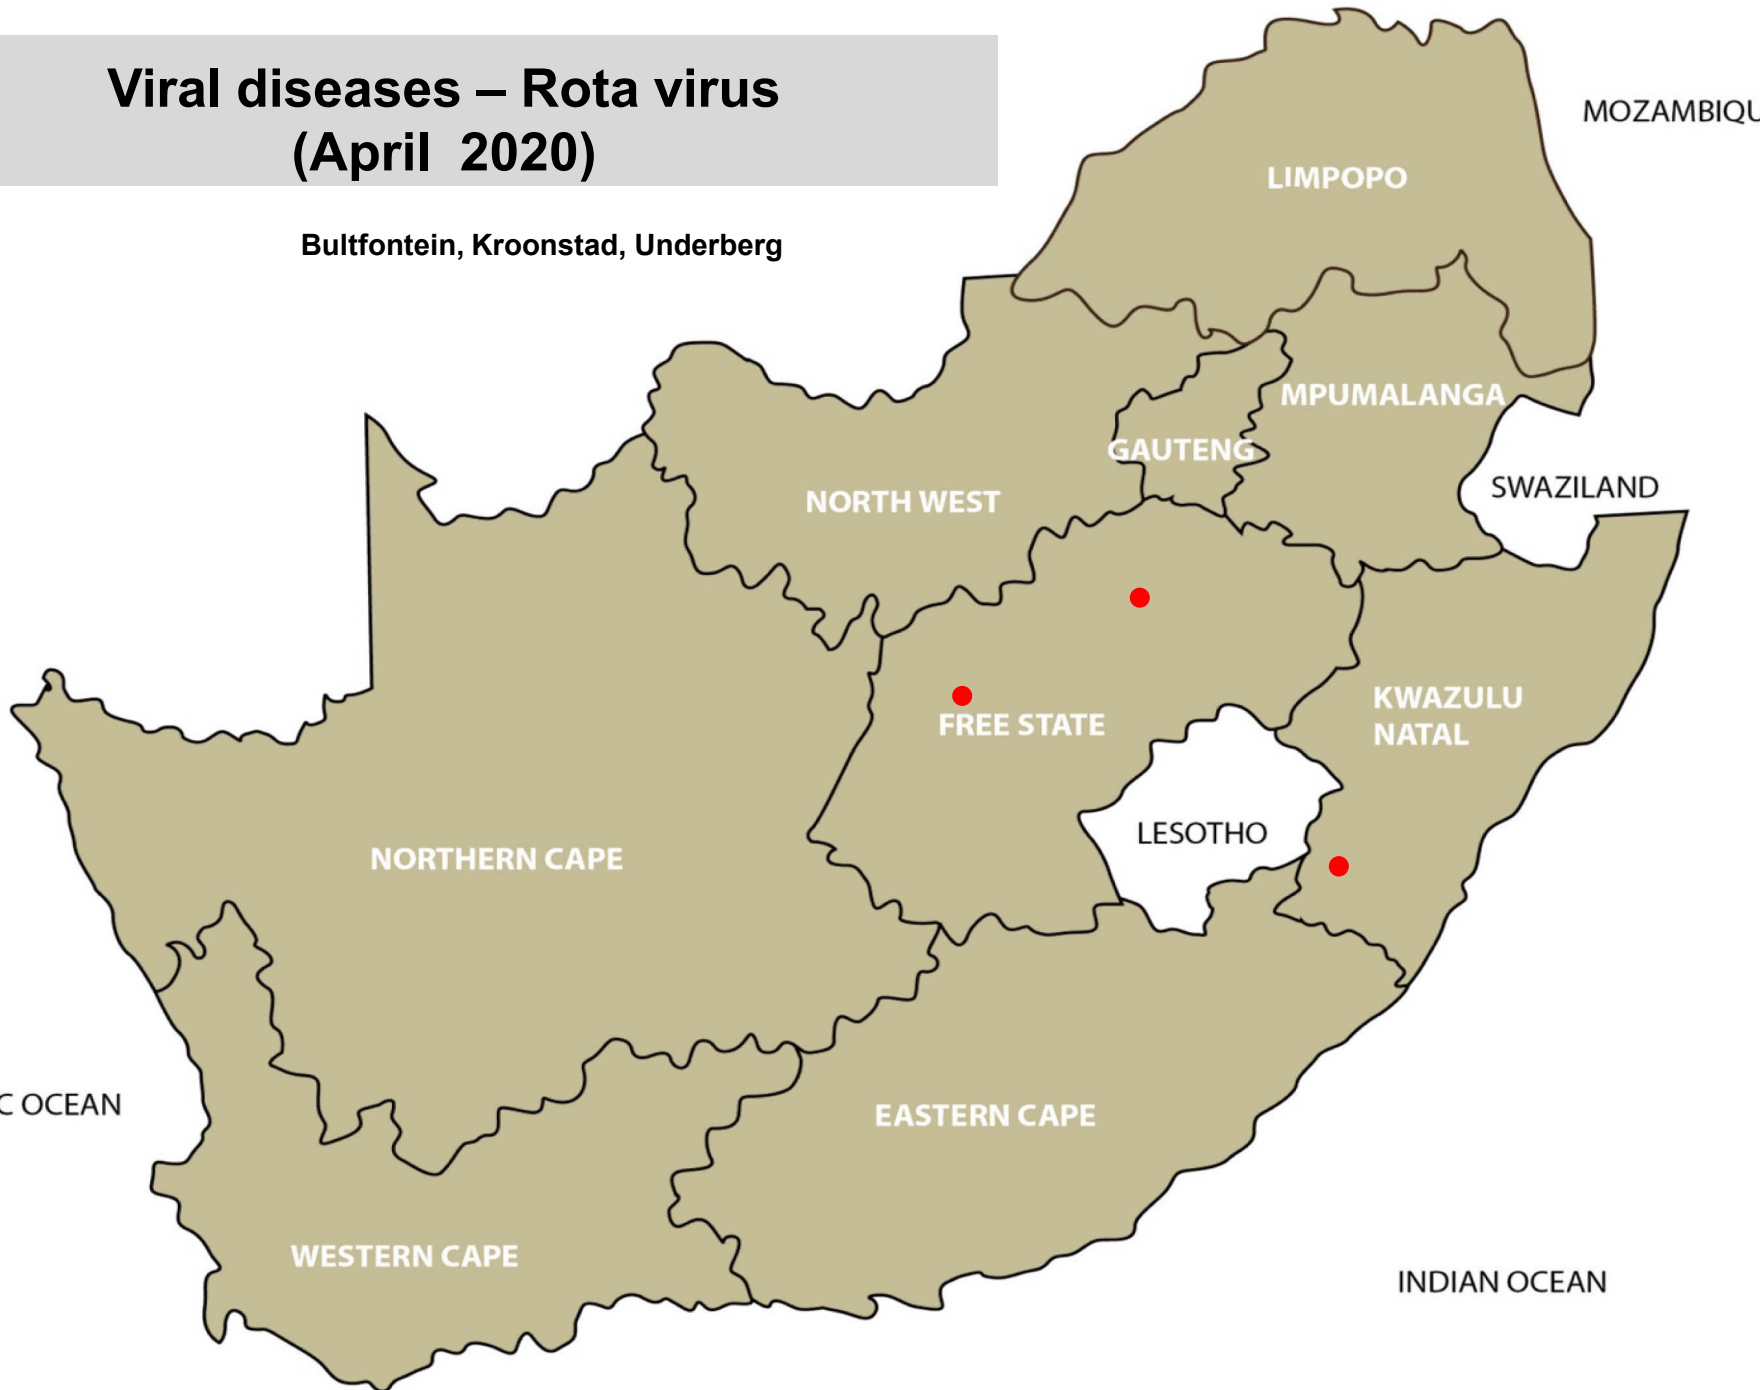 Viral diseases – Rota virus
(April 2020)
Bultfontein, Kroonstad, Underberg
MOZAMBIQU
LIMPOPO
MPUMALANGA
GAUTENG
SWAZILAND
NORTH WEST
KWAZULU
NATAL
FREE STATE
LESOTHO
NORTHERN CAPE
C OCEAN
EASTERN CAPE
WESTERN CAPE
INDIAN OCEAN